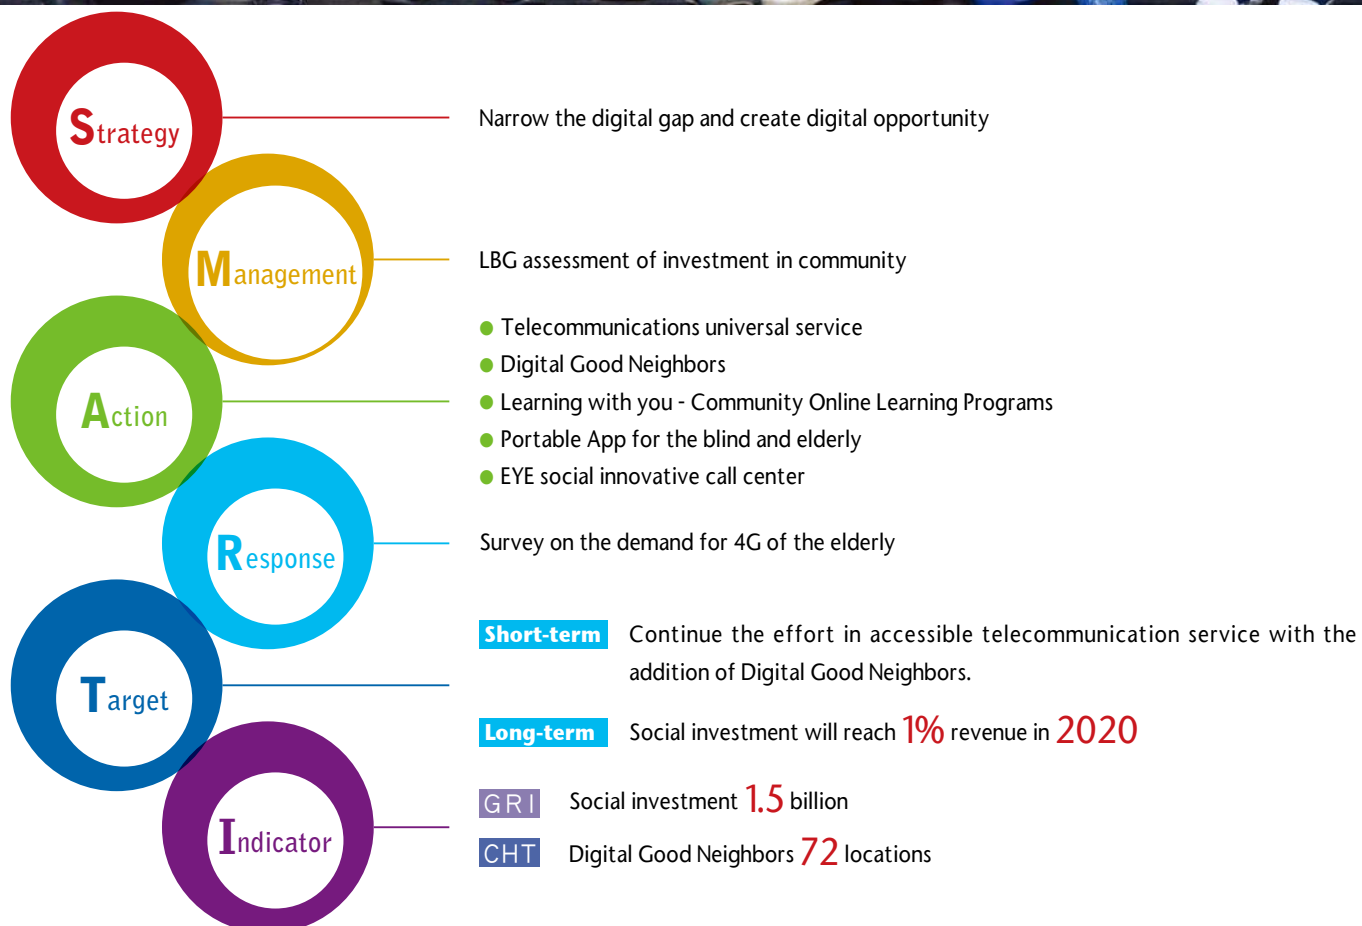 Strategy
Narrow the digital gap and create digital opportunity
Management
LBG assessment of investment in community
Action
Telecommunications universal service
Digital Good Neighbors
Learning with you - Community Online Learning Programs
Portable App for the blind and elderly
EYE social innovative call center
Response
Survey on the demand for 4G of the elderly
Target
Short-term Continue the effort in accessible telecommunication service with the
addition of Digital Good Neighbors.
Long-term Social investment will reach 1% revenue in 2020
Indicator
GRI Social investment 1.5 billion
CHT Digital Good Neighbors 72 locations